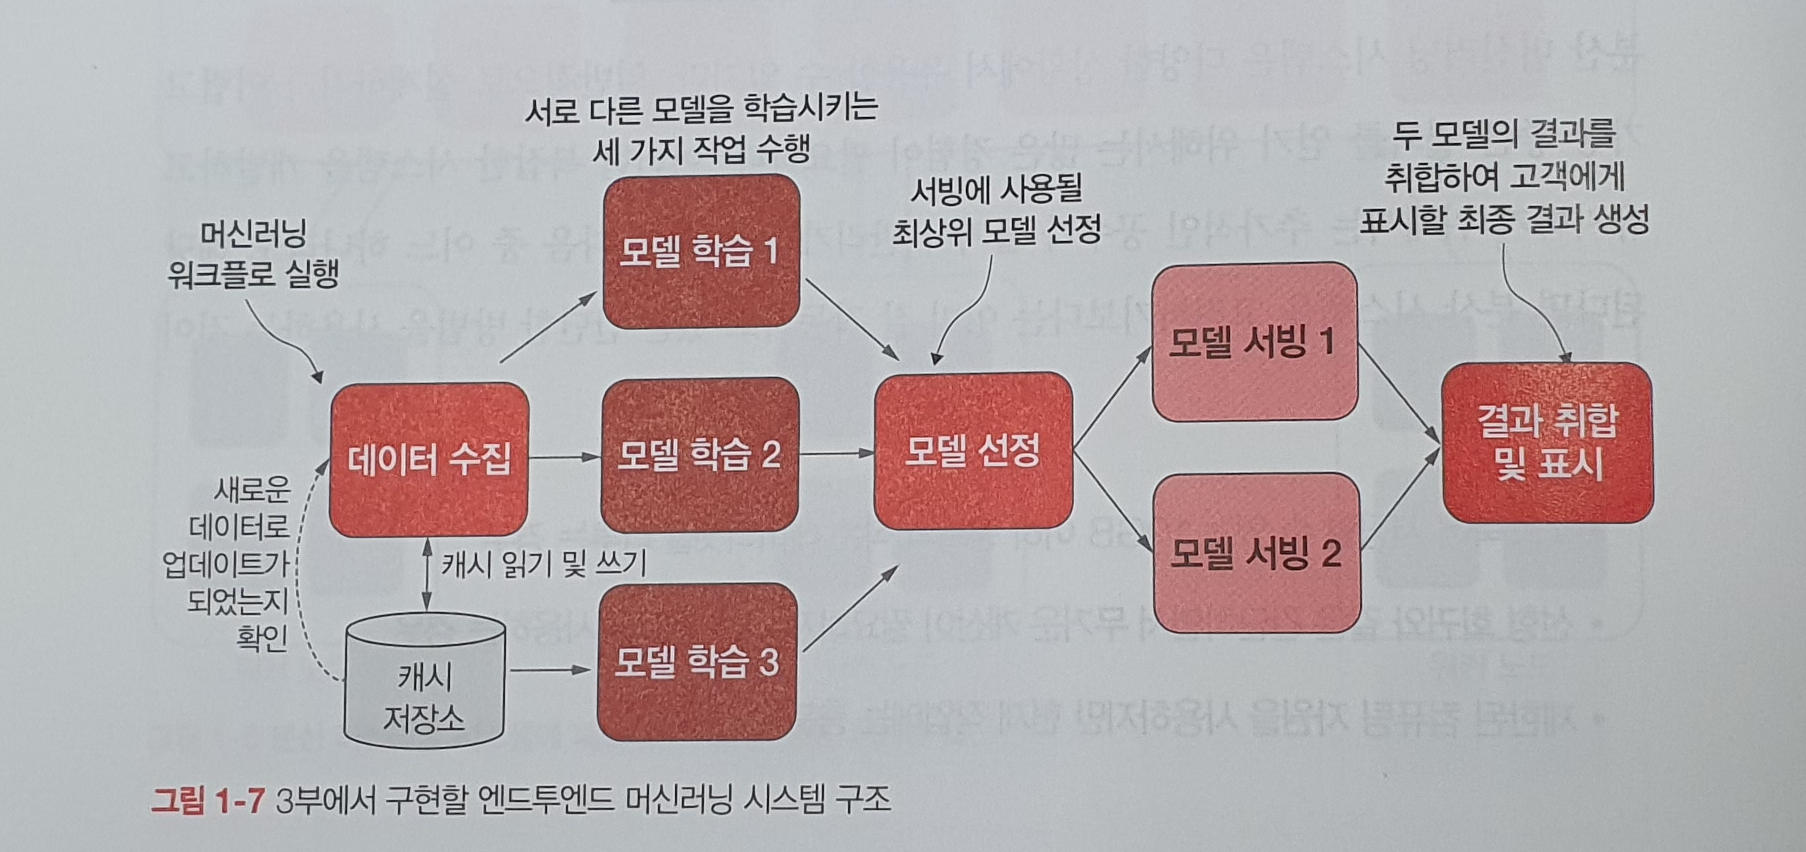 서로 다른 모델을 학습시키는
세 가지 작업 수행
두 모델의 결과를
취합하여 고객에게
표시할 최종 결과 생성
서빙에 사용될
최상위 모델 선정
머신러닝
워크플로 실행
모델 학습 1
모델 서빙 1
데이터 수집
모델 학습 2
모델 선정
결과 취합
및 표시
새로운
데이터로
업데이트가
되었는지
확인
캐시 읽기 및 쓰기
모델 서빙 2
캐시
저장소
모델 학습 3
그림 1-7 3부에서 구현할 엔드투엔드 머신러닝 시스템 구조